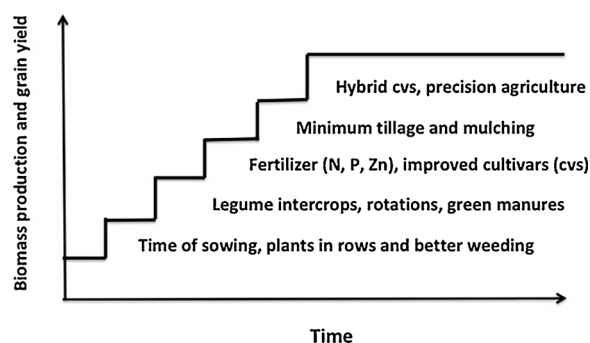 Biomass production and grain yield
Hybrid cvs, precision agriculture
Minimum tillage and mulching
Fertilizer (N, P, Zn), improved cultivars (cvs)
Legume intercrops, rotations, green manures
Time of sowing, plants in rows and better weeding
Time